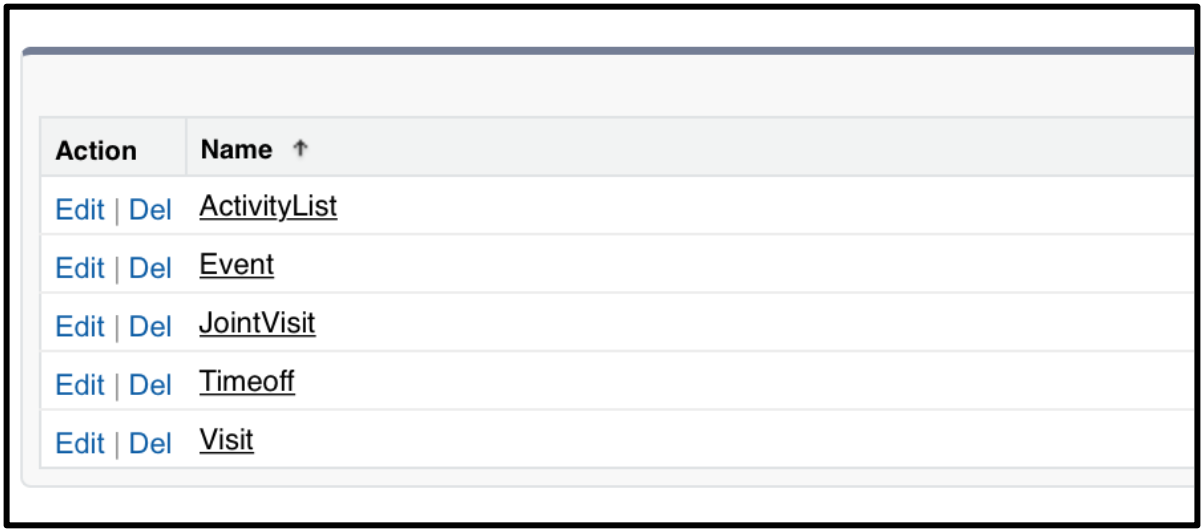 Action Name ↑
Edit | Del ActivityList
Edit | Del Event
Edit | Del JointVisit
Edit | Del Timeoff
Edit | Del Visit